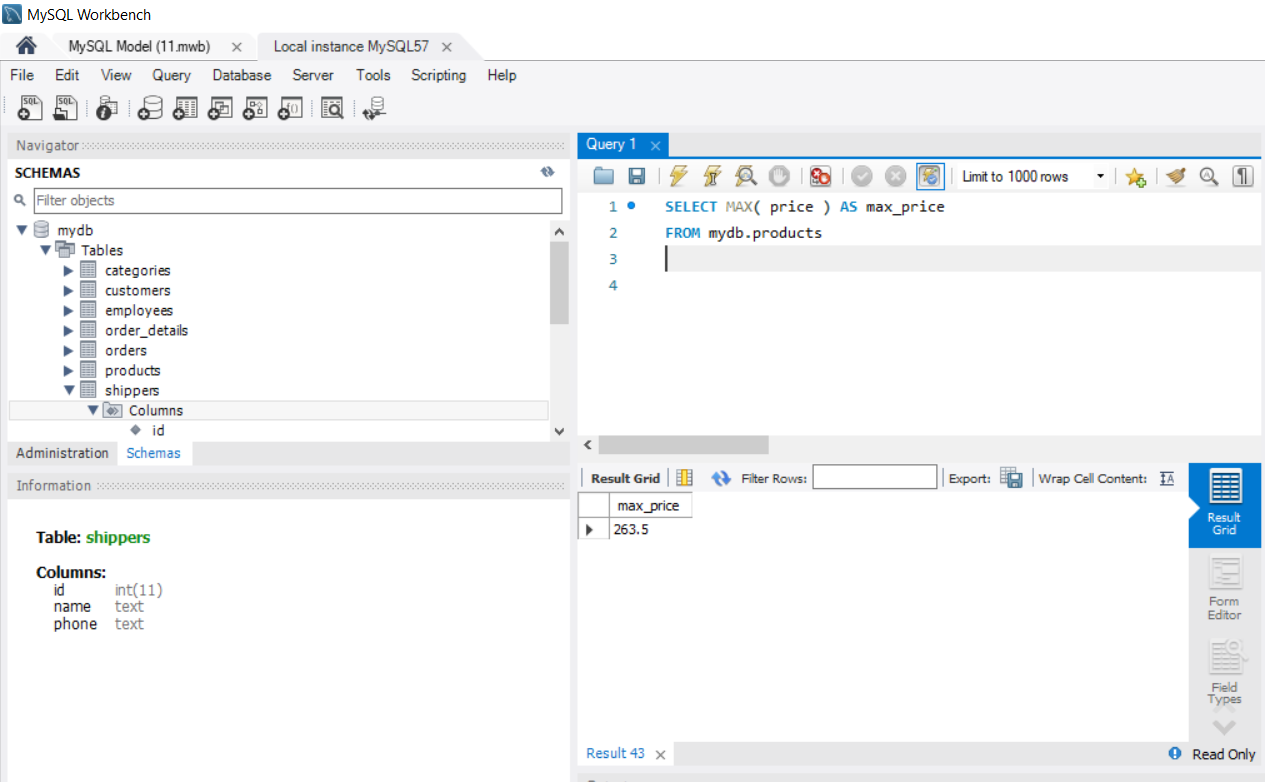 MySQL Workbench
MySQL Model (11.mwb)
Local instance MySQL57
File Edit View Query Database Server Tools Scripting Help
Navigator
SCHEMAS
Filter objects
mydb
Tables
categories
customers
employees
order_details
orders
products
shippers
Columns
id
Administration Schemas
Information
Table: shippers
Columns:
id int(11)
name text
phone text
Query 1
Limit to 1000 rows
1 SELECT MAX( price ) AS max_price
2 FROM mydb.products
3
4
Result Grid Filter Rows: Export: Wrap Cell Content:
max_price
263.5
Result
Grid
Form
Editor
Field
Types
Result 43
Read Only